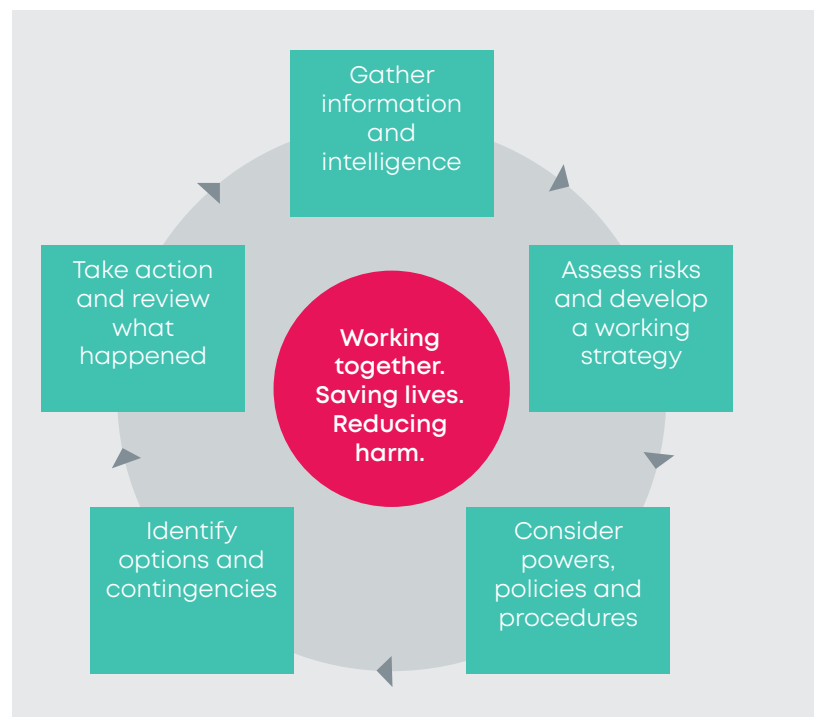 Gather
information
and
intelligence
Assess risks
and develop
a working
strategy
Consider
powers,
policies and
procedures
Identify
options and
contingencies
Take action
and review
what
happened
Working
together.
Saving lives.
Reducing
harm.